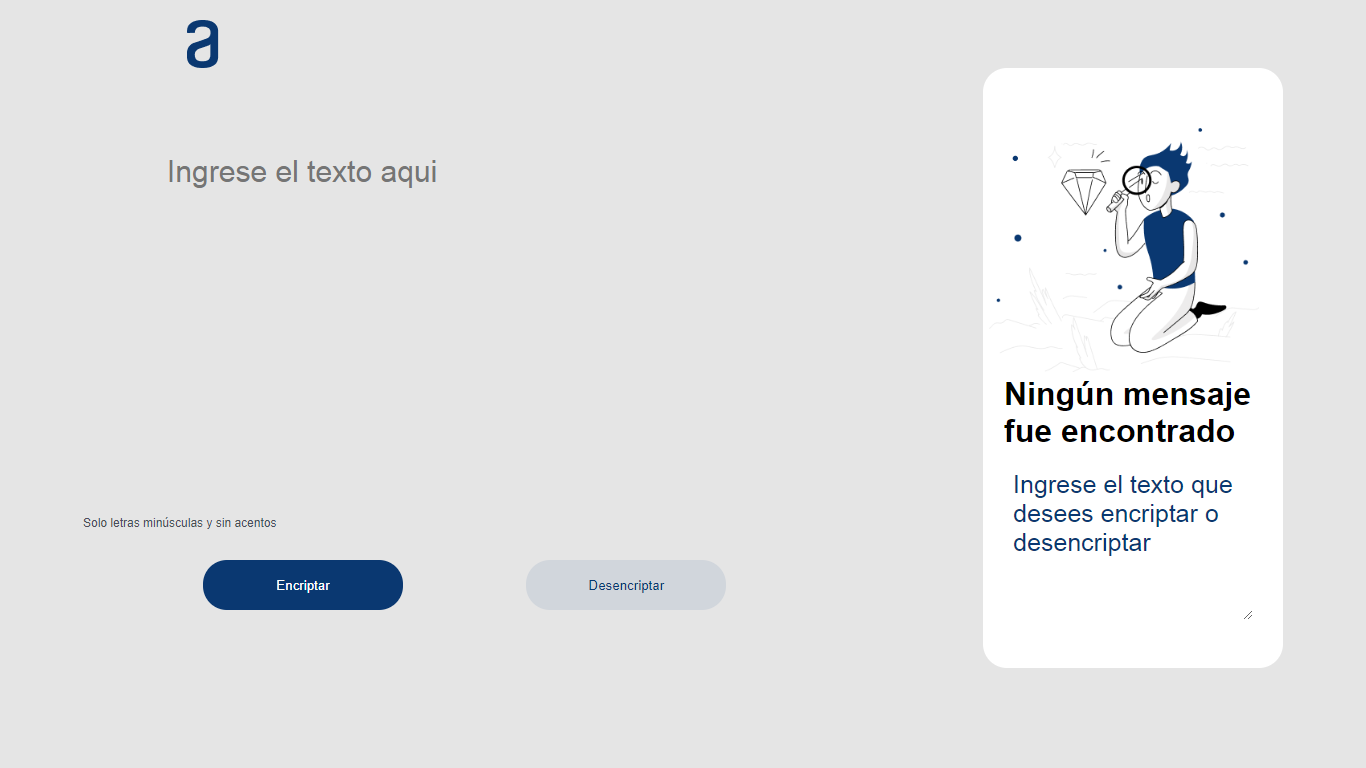 a
Ingrese el texto aqui
Solo letras minúsculas y sin acentos
Encriptar
Desencriptar
Ningún mensaje
fue encontrado
Ingrese el texto que
desees encriptar o
desencriptar